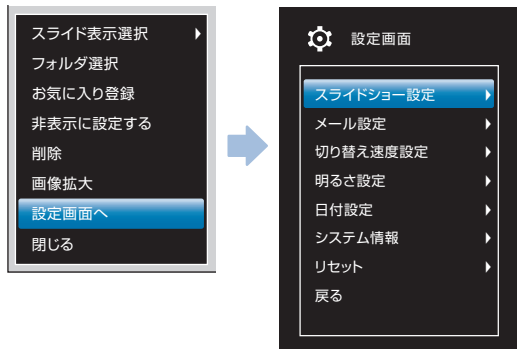 スライド表示選択
フォルダ選択
お気に入り登録
非表示に設定する
削除
画像拡大
設定画面へ
閉じる
設定画面
スライドショー設定
メール設定
切り替え速度設定
明るさ設定
日付設定
システム情報
リセット
戻る